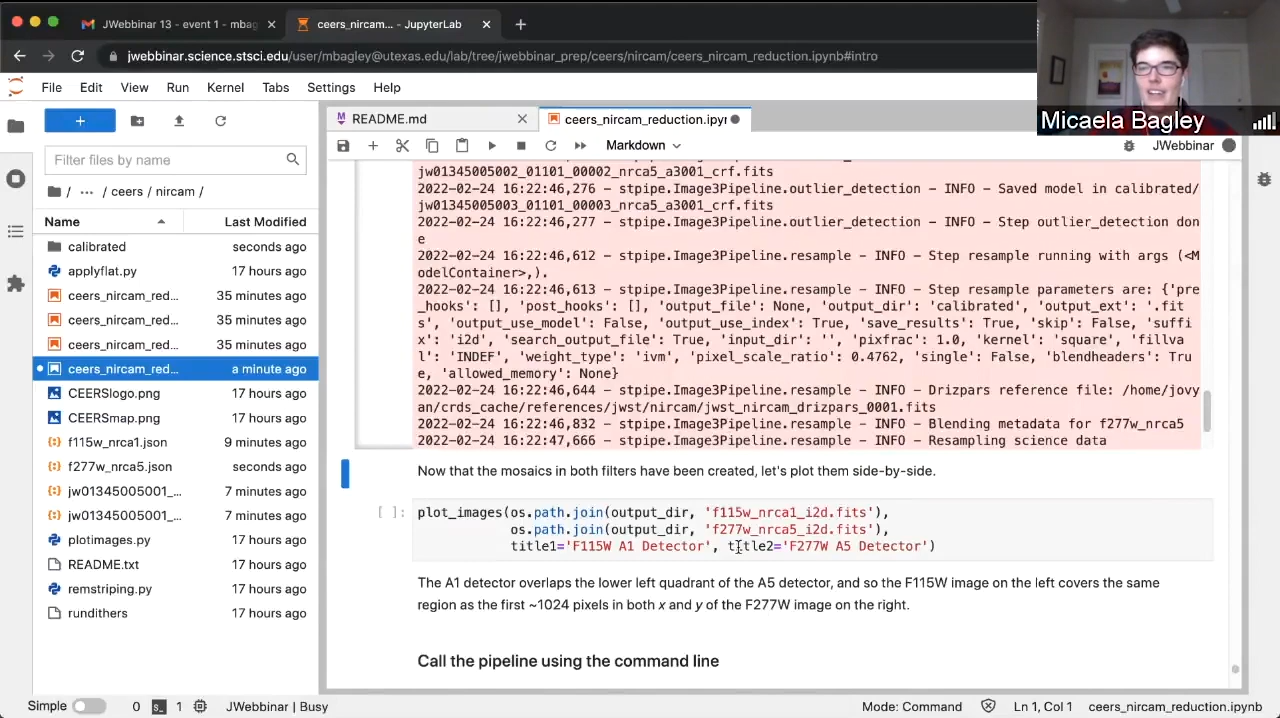 JWebbinar 13 - event 1 - mbag
ceers_nircam... - JupyterLab
jwebbinar.science.stsci.edu/user/mbagley@utexas.edu/lab/tree/jwebbinar_prep/ceers/nircam/ceers_nircam_reduction.ipynb#intro
Micaela Bagley
File Edit View Run Kernel Tabs Settings Help
README.md
ceers_nircam_reduction.ipyn
Markdown
JWebbinar
Filter files by name
/ ... / ceers / nircam /
Name Last Modified
calibrated seconds ago
applyflat.py 17 hours ago
ceers_nircam_red... 35 minutes ago
ceers_nircam_red... 35 minutes ago
ceers_nircam_red... 35 minutes ago
ceers_nircam_red... a minute ago
CEERSlogo.png 17 hours ago
CEERSmap.png 17 hours ago
f115w_nrca1.json 9 minutes ago
f277w_nrca5.json seconds ago
jw01345005001_... 7 minutes ago
jw01345005001_... 7 minutes ago
plotimages.py 17 hours ago
README.txt 17 hours ago
remstriping.py 17 hours ago
rundithers 17 hours ago
jw01345005002_01101_00002_nrca5_a3001_crf.fits
2022-02-24 16:22:46,276 - stpipe.Image3Pipeline.outlier_detection - INFO - Saved model in calibrated/
jw01345005003_01101_00003_nrca5_a3001_crf.fits
2022-02-24 16:22:46,277 - stpipe.Image3Pipeline.outlier_detection - INFO - Step outlier_detection don
e
2022-02-24 16:22:46,612 - stpipe.Image3Pipeline.resample - INFO - Step resample running with args (<M
odelContainer>,).
2022-02-24 16:22:46,613 - stpipe.Image3Pipeline.resample - INFO - Step resample parameters are: {'pre
_hooks': [], 'post_hooks': [], 'output_file': None, 'output_dir': 'calibrated', 'output_ext': '.fit
s', 'output_use_model': False, 'output_use_index': True, 'save_results': True, 'skip': False, 'suffi
x': 'i2d', 'search_output_file': True, 'input_dir': '', 'pixfrac': 1.0, 'kernel': 'square', 'fillva
l': 'INDEF', 'weight_type': 'ivm', 'pixel_scale_ratio': 0.4762, 'single': False, 'blendheaders': Tru
e, 'allowed_memory': None}
2022-02-24 16:22:46,644 - stpipe.Image3Pipeline.resample - INFO - Drizpars reference file: /home/jov
yan/crds_cache/references/jwst/nircam/jwst_nircam_drizpars_0001.fits
2022-02-24 16:22:46,832 - stpipe.Image3Pipeline.resample - INFO - Blending metadata for f277w_nrca5
2022-02-24 16:22:47,666 - stpipe.Image3Pipeline.resample - INFO - Resampling science data
Now that the mosaics in both filters have been created, let's plot them side-by-side.
[ ]: plot_images(os.path.join(output_dir, 'f115w_nrca1_i2d.fits'),
os.path.join(output_dir, 'f277w_nrca5_i2d.fits'),
title1='F115W A1 Detector', title2='F277W A5 Detector')
The A1 detector overlaps the lower left quadrant of the A5 detector, and so the F115W image on the left covers the same
region as the first ~1024 pixels in both x and y of the F277W image on the right.
Call the pipeline using the command line
Simple 0 1 JWebbinar | Busy Mode: Command Ln 1, Col 1 ceers_nircam_reduction.ipynb